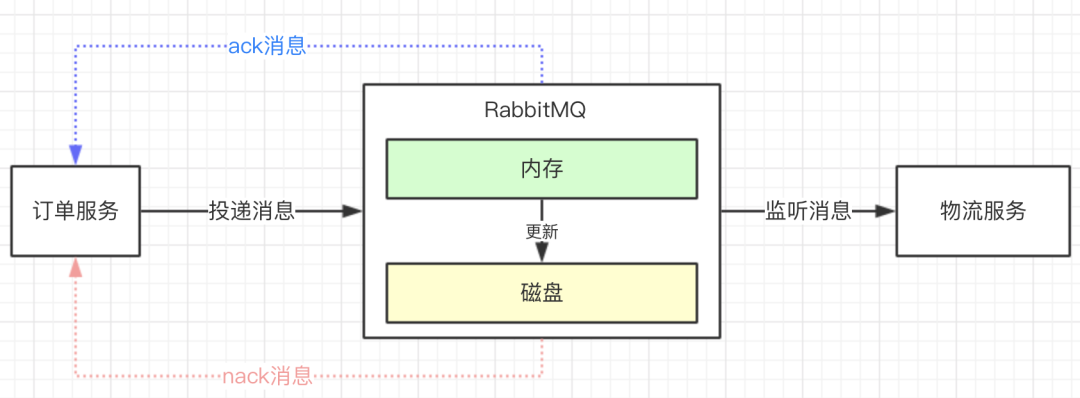 ack消息
RabbitMQ
内存
订单服务
投递消息
更新
监听消息
物流服务
磁盘
nack消息